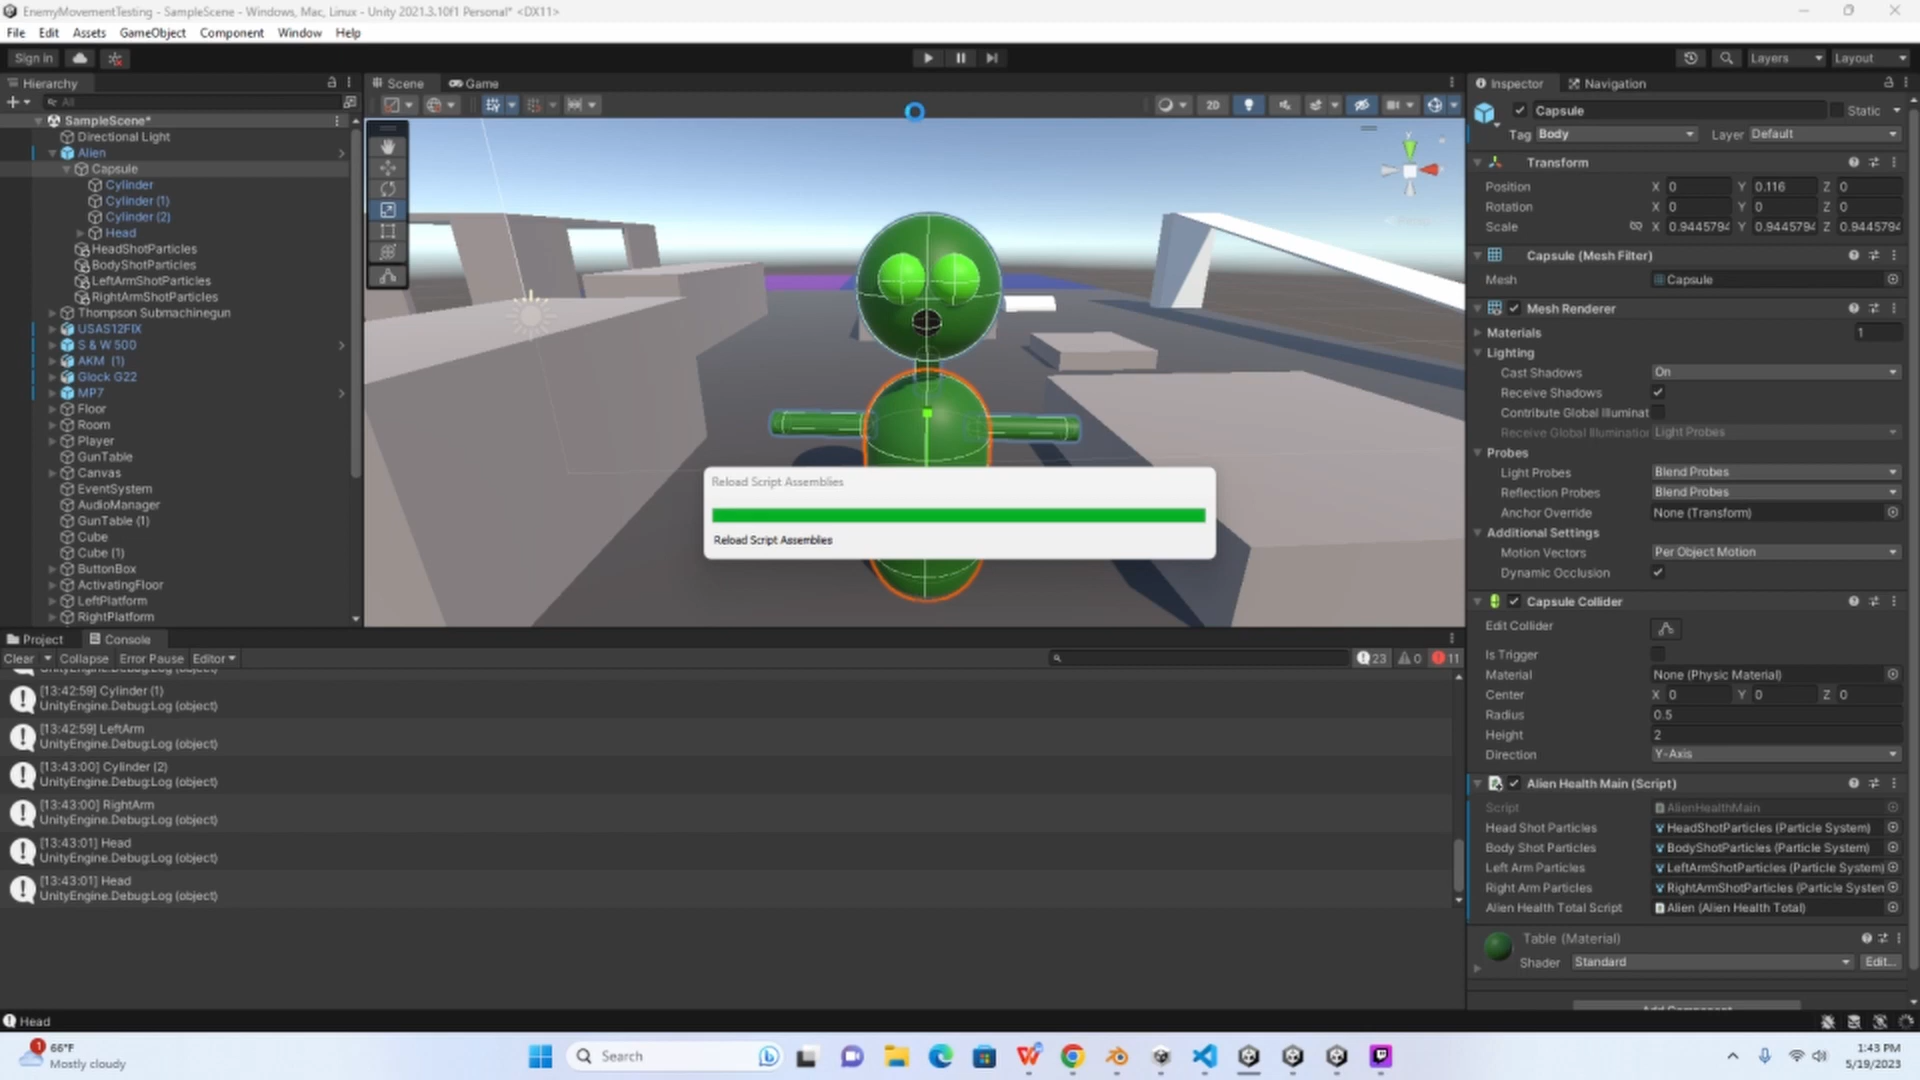 EnemyMovementTesting - SampleScene - Windows, Mac, Linux - Unity 2021.3.10f1 Personal* <DX11>
File Edit Assets GameObject Component Window Help
Sign in
Layers Layout
Hierarchy
All
SampleScene*
Directional Light
Alien
Capsule
Cylinder
Cylinder (1)
Cylinder (2)
Head
HeadShotParticles
BodyShotParticles
LeftArmShotParticles
RightArmShotParticles
Thompson Submachinegun
USAS12FIX
S & W 500
AKM (1)
Glock G22
MP7
Floor
Room
Player
GunTable
Canvas
EventSystem
AudioManager
GunTable (1)
Cube
Cube (1)
ButtonBox
ActivatingFloor
LeftPlatform
RightPlatform
Scene Game
2D
Reload Script Assemblies
Reload Script Assemblies
Inspector Navigation
Capsule Static
Tag Body Layer Default
Transform
Position X 0 Y 0.116 Z 0
Rotation X 0 Y 0 Z 0
Scale X 0.9445794 Y 0.9445794 Z 0.9445794
Capsule (Mesh Filter)
Mesh Capsule
Mesh Renderer
Materials 1
Lighting
Cast Shadows On
Receive Shadows
Contribute Global Illuminat
Receive Global Illumination Light Probes
Probes
Light Probes Blend Probes
Reflection Probes Blend Probes
Anchor Override None (Transform)
Additional Settings
Motion Vectors Per Object Motion
Dynamic Occlusion
Capsule Collider
Edit Collider
Is Trigger
Material None (Physic Material)
Center X 0 Y 0 Z 0
Radius 0.5
Height 2
Direction Y-Axis
Alien Health Main (Script)
Script AlienHealthMain
Head Shot Particles HeadShotParticles (Particle System)
Body Shot Particles BodyShotParticles (Particle System)
Left Arm Particles LeftArmShotParticles (Particle System)
Right Arm Particles RightArmShotParticles (Particle System
Alien Health Total Script Alien (Alien Health Total)
Table (Material)
Shader Standard Edit...
Project Console
Clear Collapse Error Pause Editor
23 0 11
UnityEngine.Debug:Log (object)
[13:42:59] Cylinder (1)
UnityEngine.Debug:Log (object)
[13:42:59] LeftArm
UnityEngine.Debug:Log (object)
[13:43:00] Cylinder (2)
UnityEngine.Debug:Log (object)
[13:43:00] RightArm
UnityEngine.Debug:Log (object)
[13:43:01] Head
UnityEngine.Debug:Log (object)
[13:43:01] Head
UnityEngine.Debug:Log (object)
Head
1
66°F
Mostly cloudy
Search
1:43 PM
5/19/2023